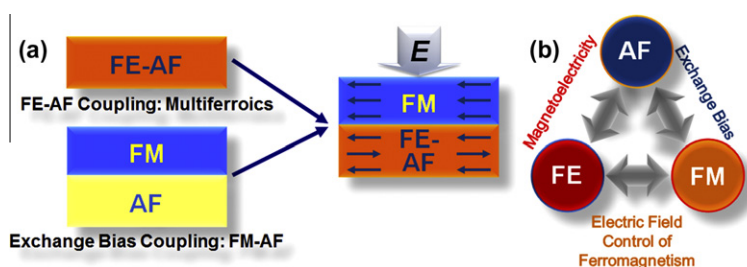 (a)
FE-AF
FE-AF Coupling: Multiferroics
FM
AF
Exchange Bias Coupling: FM-AF
E
FM
FE-
AF
(b)
AF
Magnetoelectricity
Exchange Bias
FE
FM
Electric Field
Control of
Ferromagnetism